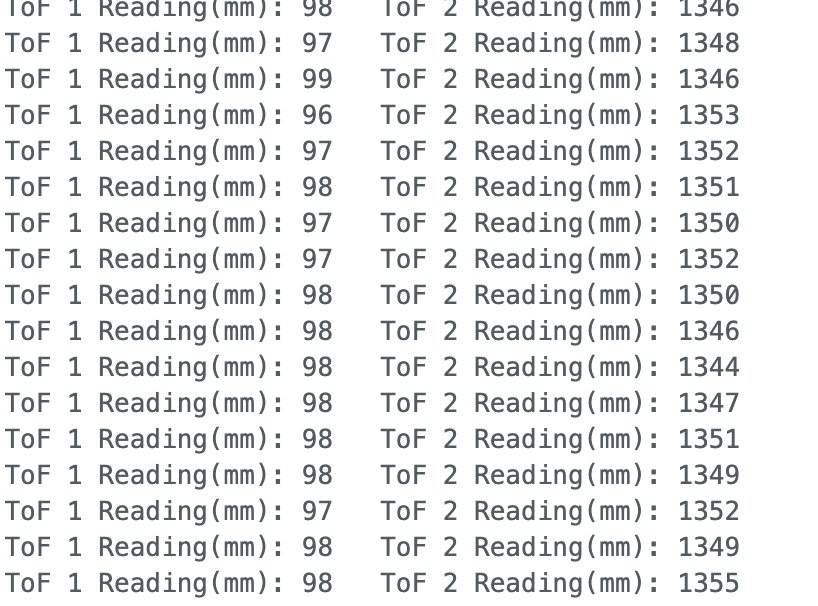 ToF 1 Reading(mm): 98   ToF 2 Reading(mm): 1346
ToF 1 Reading(mm): 97   ToF 2 Reading(mm): 1348
ToF 1 Reading(mm): 99   ToF 2 Reading(mm): 1346
ToF 1 Reading(mm): 96   ToF 2 Reading(mm): 1353
ToF 1 Reading(mm): 97   ToF 2 Reading(mm): 1352
ToF 1 Reading(mm): 98   ToF 2 Reading(mm): 1351
ToF 1 Reading(mm): 97   ToF 2 Reading(mm): 1350
ToF 1 Reading(mm): 97   ToF 2 Reading(mm): 1352
ToF 1 Reading(mm): 98   ToF 2 Reading(mm): 1350
ToF 1 Reading(mm): 98   ToF 2 Reading(mm): 1346
ToF 1 Reading(mm): 98   ToF 2 Reading(mm): 1344
ToF 1 Reading(mm): 98   ToF 2 Reading(mm): 1347
ToF 1 Reading(mm): 98   ToF 2 Reading(mm): 1351
ToF 1 Reading(mm): 98   ToF 2 Reading(mm): 1349
ToF 1 Reading(mm): 97   ToF 2 Reading(mm): 1352
ToF 1 Reading(mm): 98   ToF 2 Reading(mm): 1349
ToF 1 Reading(mm): 98   ToF 2 Reading(mm): 1355